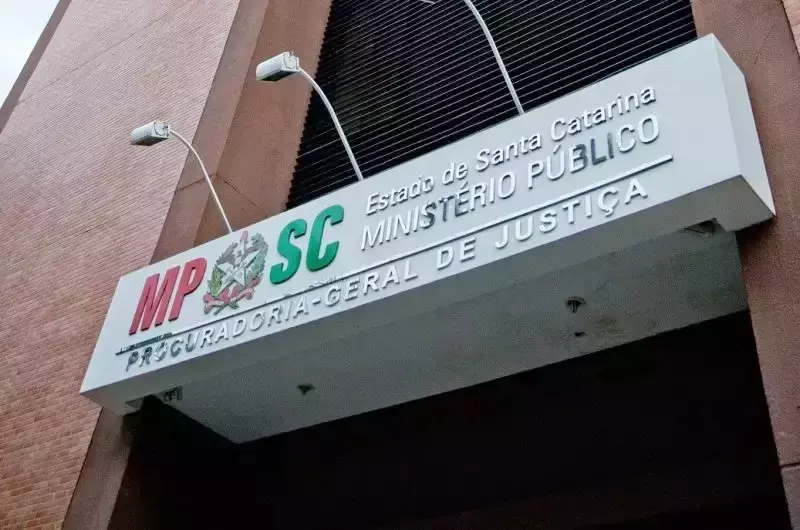 MP SC
Estado de Santa Catarina
MINISTÉRIO PÚBLICO
PROCURADORIA-GERAL DE JUSTIÇA